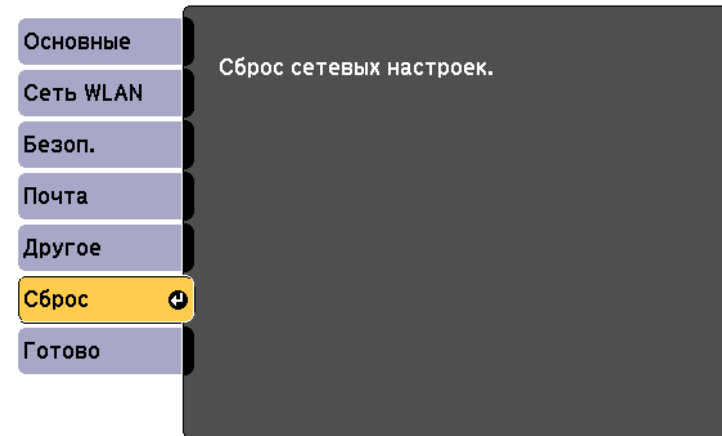 Основные
Сеть WLAN
Безоп.
Почта
Другое
Сброс
Готово
Сброс сетевых настроек.